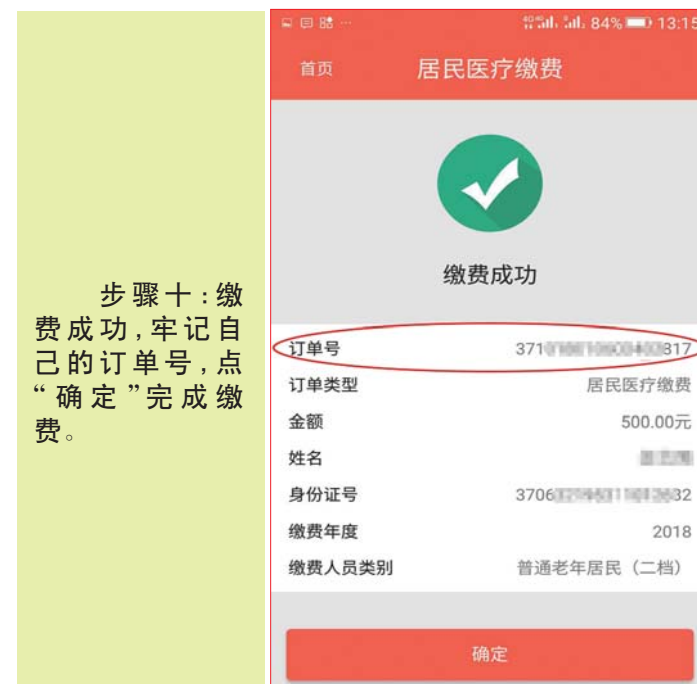 步骤十：缴
费成功，牢记自
己的订单号，点
“确定”完成缴
费。
84% 13:15
首页 居民医疗缴费
缴费成功
订单号 371 817
订单类型 居民医疗缴费
金额 500.00元
姓名
身份证号 3706 32
缴费年度 2018
缴费人员类别 普通老年居民（二档）
确定